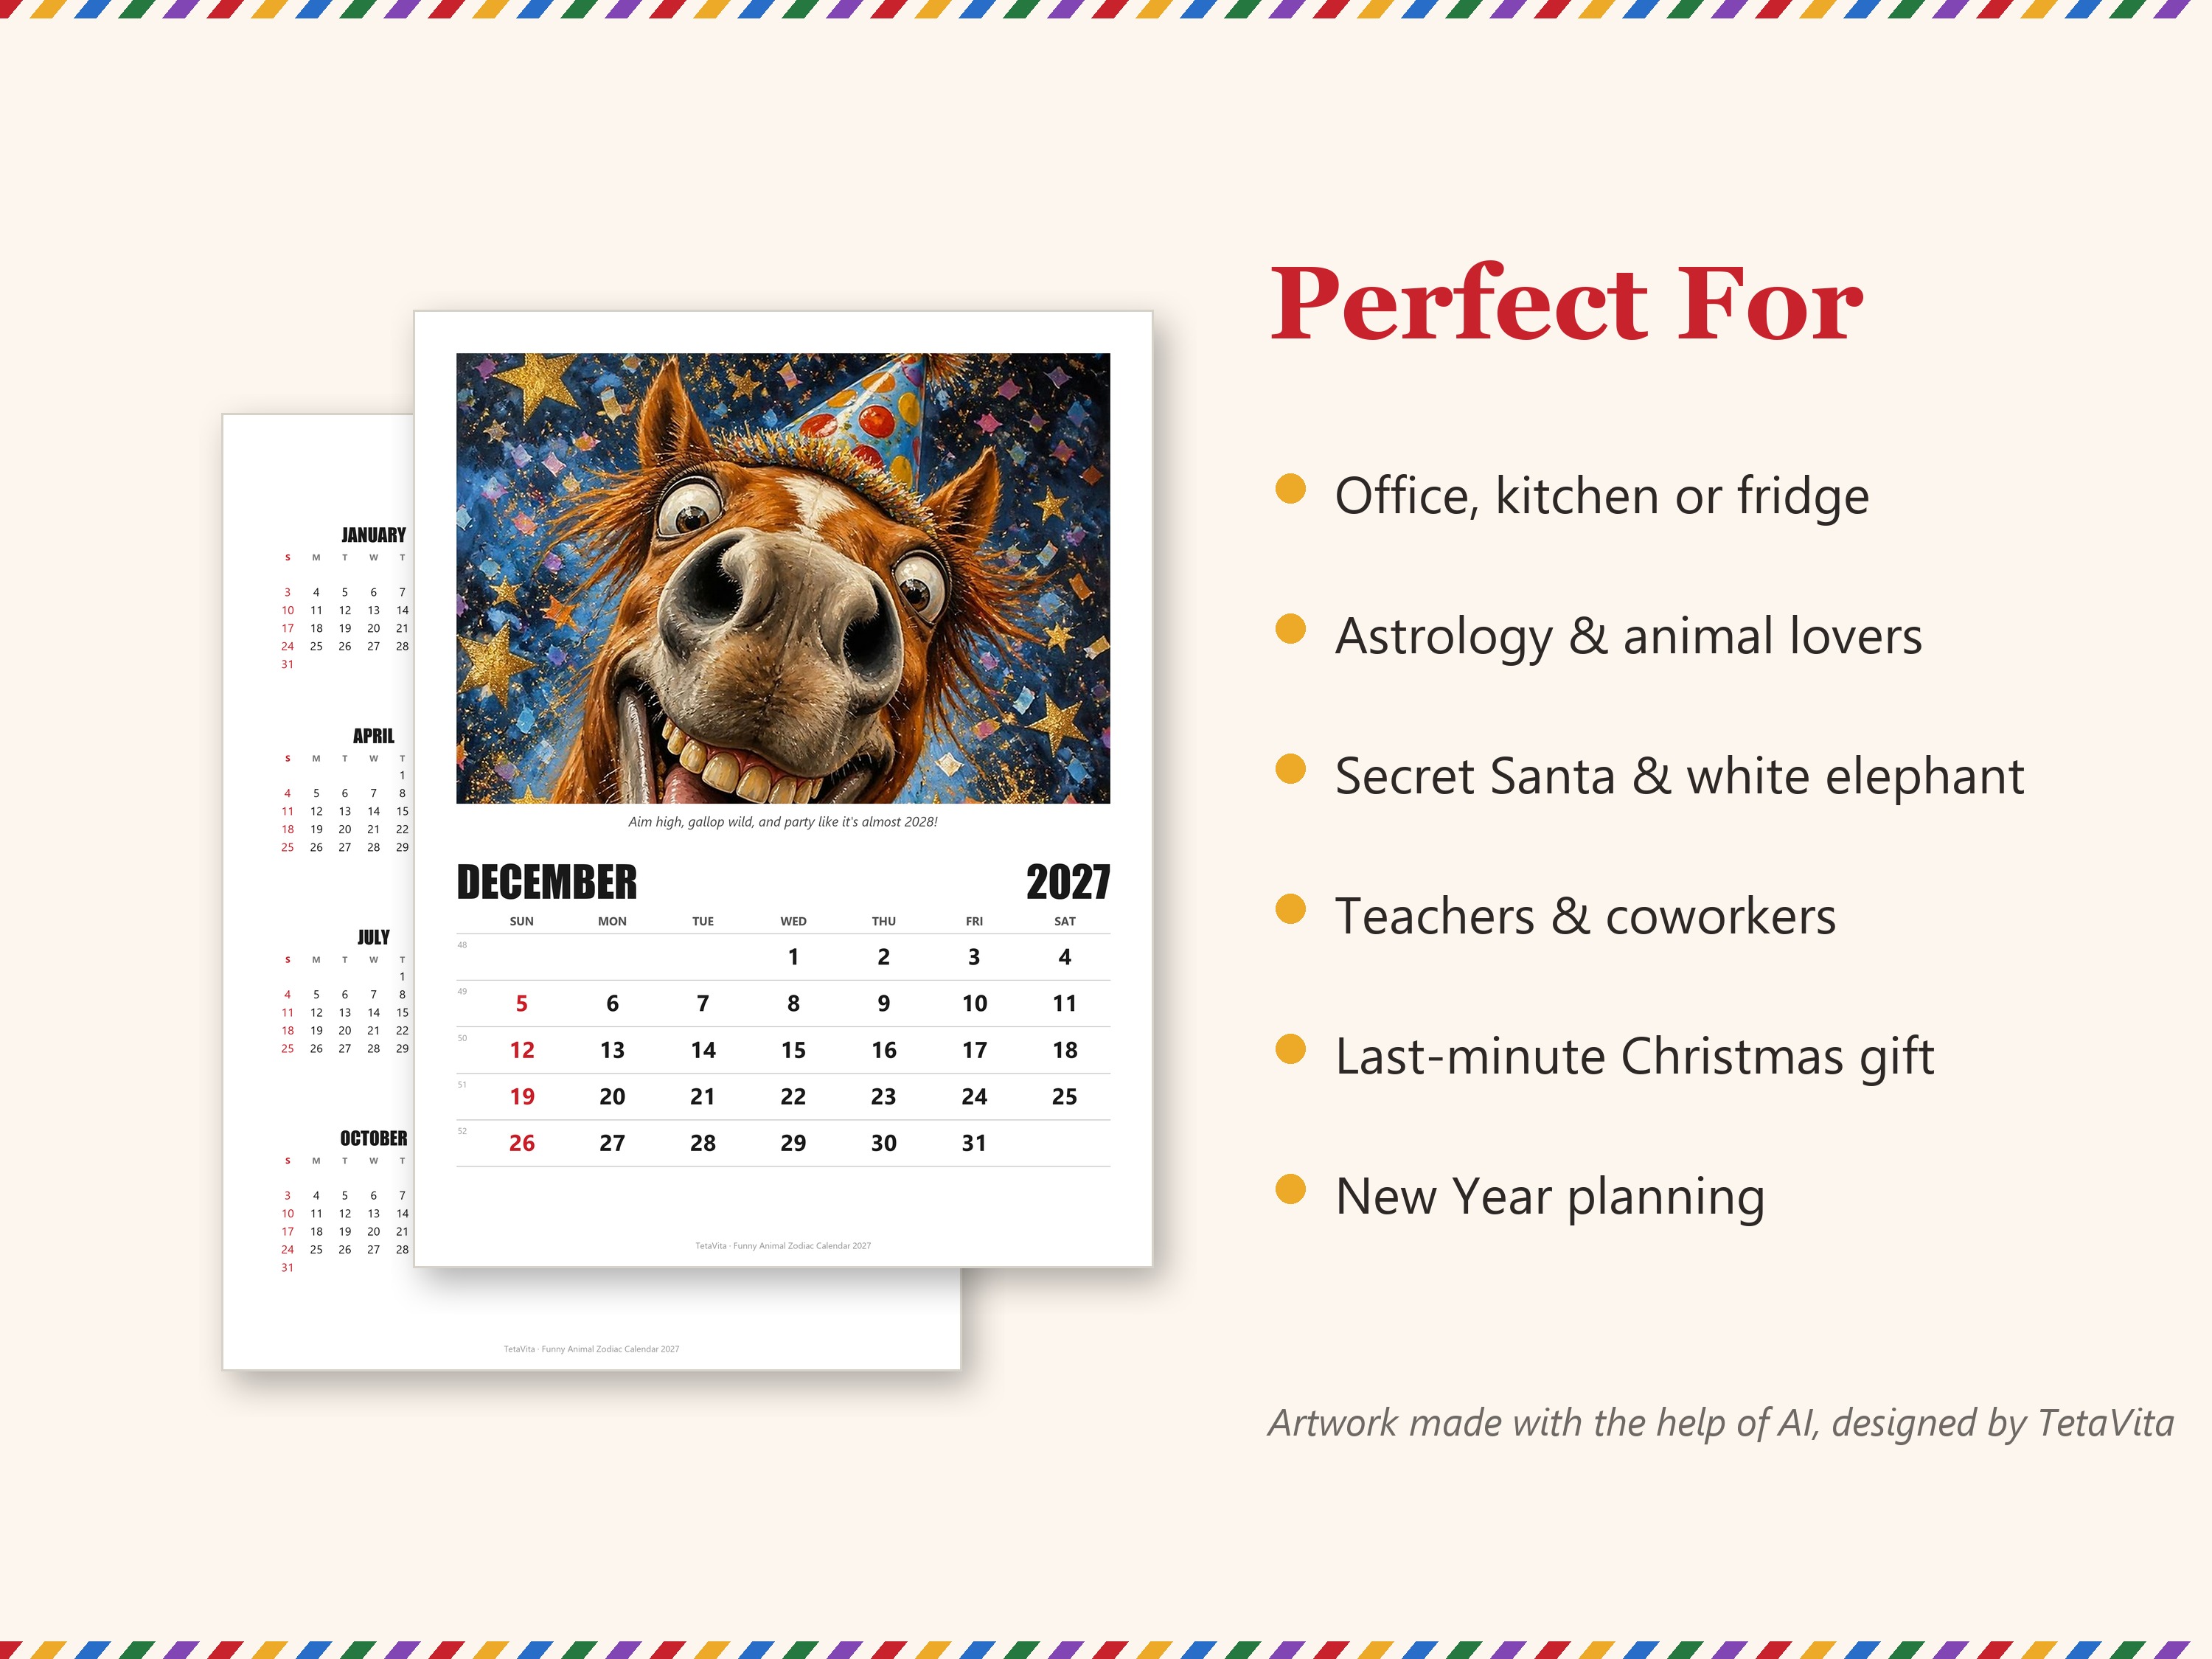 Perfect For
Office, kitchen or fridge
Astrology & animal lovers
Secret Santa & white elephant
Teachers & coworkers
Last-minute Christmas gift
New Year planning
Artwork made with the help of AI, designed by TetaVita
Aim high, gallop wild, and party like it's almost 2028!
DECEMBER 2027
SUN MON TUE WED THU FRI SAT
48 1 2 3 4
49 5 6 7 8 9 10 11
50 12 13 14 15 16 17 18
51 19 20 21 22 23 24 25
52 26 27 28 29 30 31
TetaVita · Funny Animal Zodiac Calendar 2027
JANUARY
S M T W T
3 4 5 6 7
10 11 12 13 14
17 18 19 20 21
24 25 26 27 28
31
APRIL
S M T W T
1
4 5 6 7 8
11 12 13 14 15
18 19 20 21 22
25 26 27 28 29
JULY
S M T W T
1
4 5 6 7 8
11 12 13 14 15
18 19 20 21 22
25 26 27 28 29
OCTOBER
S M T W T
3 4 5 6 7
10 11 12 13 14
17 18 19 20 21
24 25 26 27 28
31
TetaVita · Funny Animal Zodiac Calendar 2027